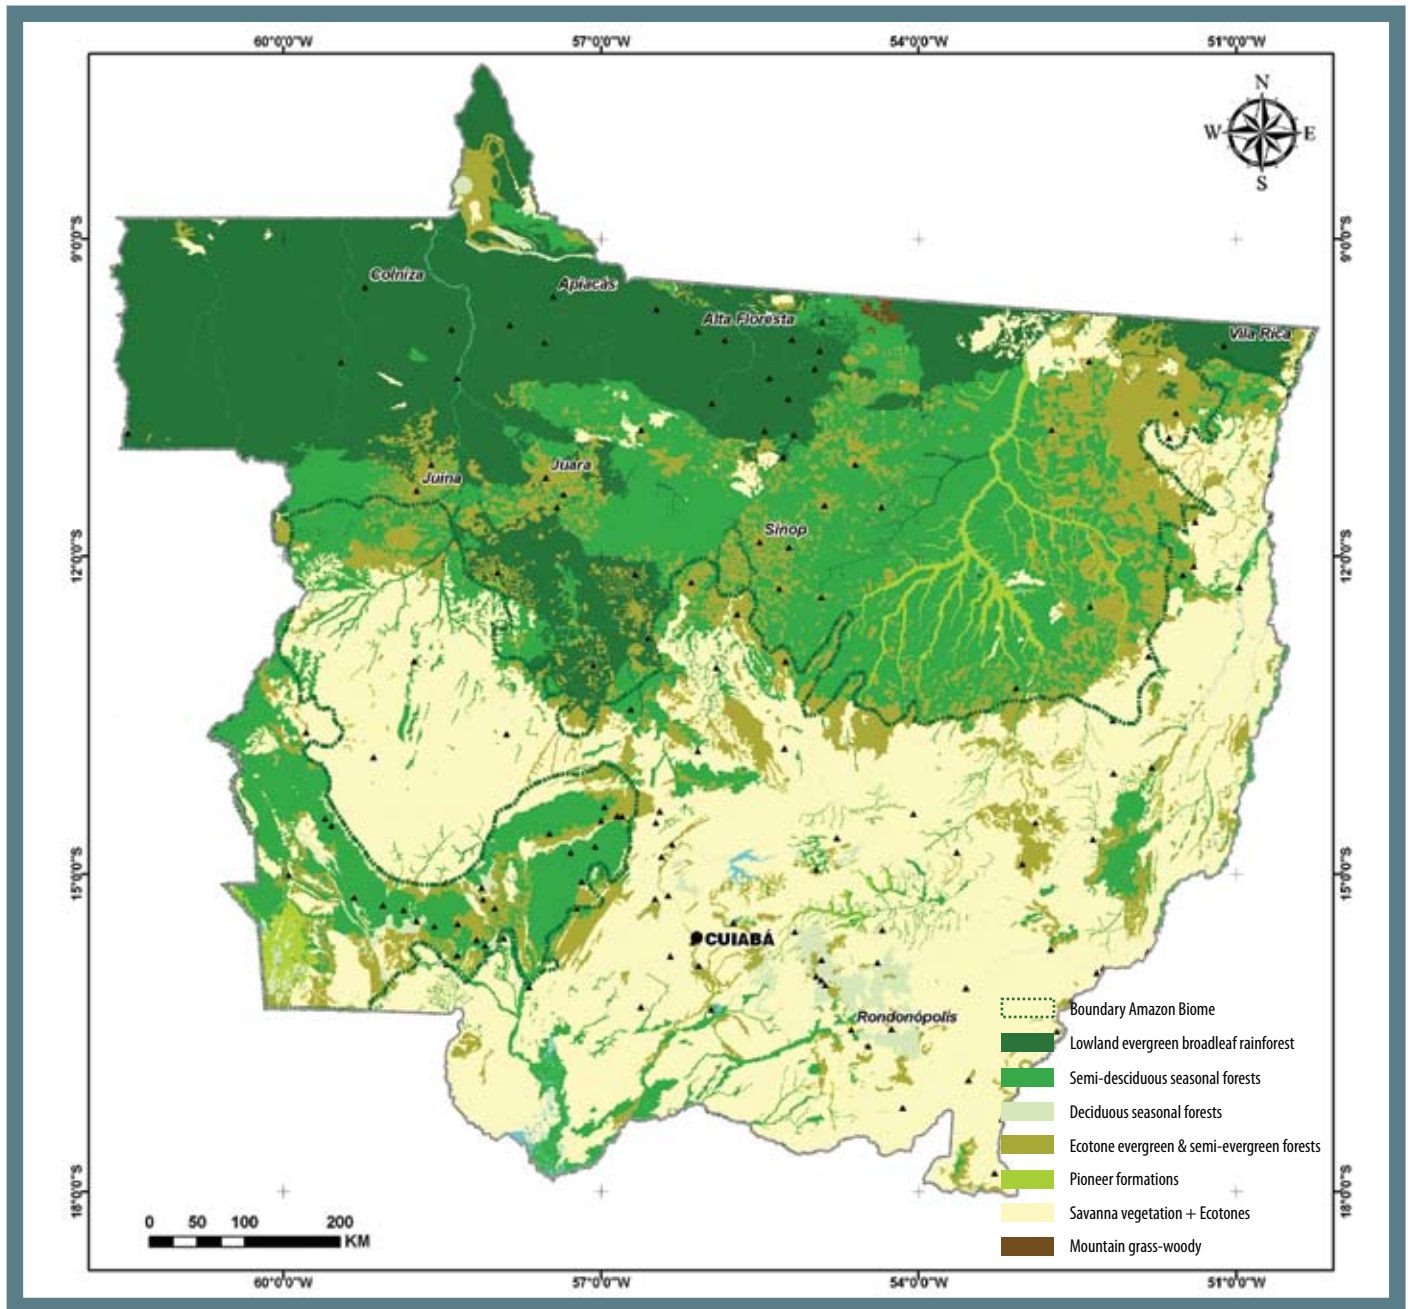 60°0'0"W 57°0'0"W 54°0'0"W 51°0'0"W
N
W E
S
9°0'0"S 9°0'0"S
Colniza
Apiacás
Alta Floresta
Vila Rica
Juara
Juína
Sinop
12°0'0"S 12°0'0"S
15°0'0"S 15°0'0"S
CUIABÁ
Rondonópolis
Boundary Amazon Biome
Lowland evergreen broadleaf rainforest
Semi-desciduous seasonal forests
Deciduous seasonal forests
Ecotone evergreen & semi-evergreen forests
Pioneer formations
Savanna vegetation + Ecotones
Mountain grass-woody
18°0'0"S 18°0'0"S
0 50 100 200
KM
60°0'0"W 57°0'0"W 54°0'0"W 51°0'0"W